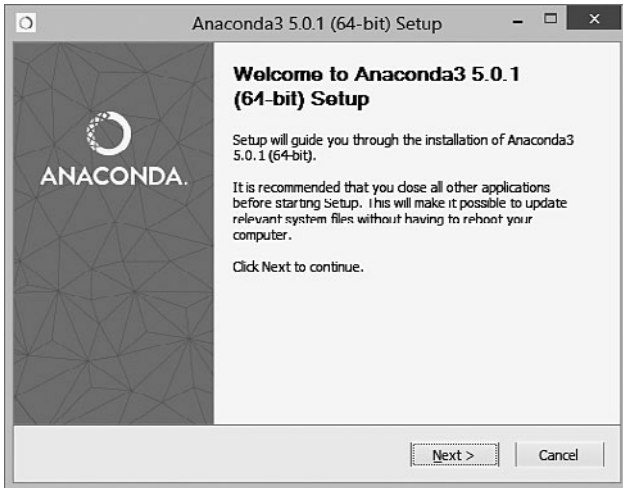 Anaconda3 5.0.1 (64-bit) Setup
ANACONDA.
Welcome to Anaconda3 5.0.1
(64-bit) Setup
Setup will guide you through the installation of Anaconda3
5.0.1 (64-bit).
It is recommended that you close all other applications
before starting Setup. This will make it possible to update
relevant system files without having to reboot your
computer.
Click Next to continue.
Next >
Cancel